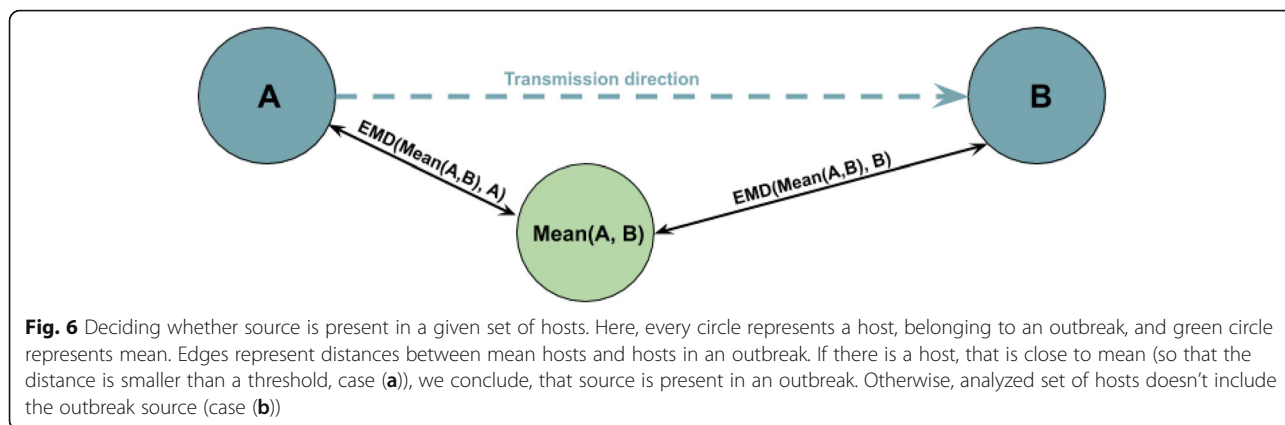 Transmission direction
A
B
EMD(Mean(A,B), A)
EMD(Mean(A,B), B)
Mean(A, B)
Fig. 6 Deciding whether source is present in a given set of hosts. Here, every circle represents a host, belonging to an outbreak, and green circle
represents mean. Edges represent distances between mean hosts and hosts in an outbreak. If there is a host, that is close to mean (so that the
distance is smaller than a threshold, case (a)), we conclude, that source is present in an outbreak. Otherwise, analyzed set of hosts doesn’t include
the outbreak source (case (b))